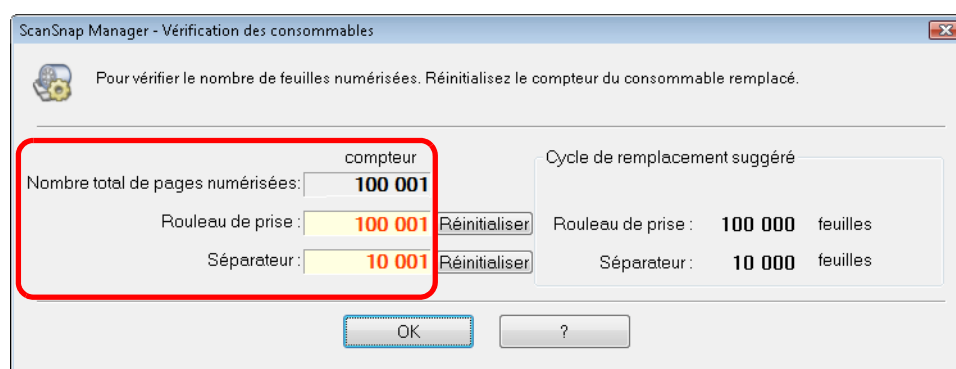 ScanSnap Manager - Vérification des consommables
Pour vérifier le nombre de feuilles numérisées. Réinitialisez le compteur du consommable remplacé.
compteur
Nombre total de pages numérisées: 100 001
Rouleau de prise : 100 001 Réinitialiser
Séparateur : 10 001 Réinitialiser
Cycle de remplacement suggéré
Rouleau de prise : 100 000 feuilles
Séparateur : 10 000 feuilles
OK
?